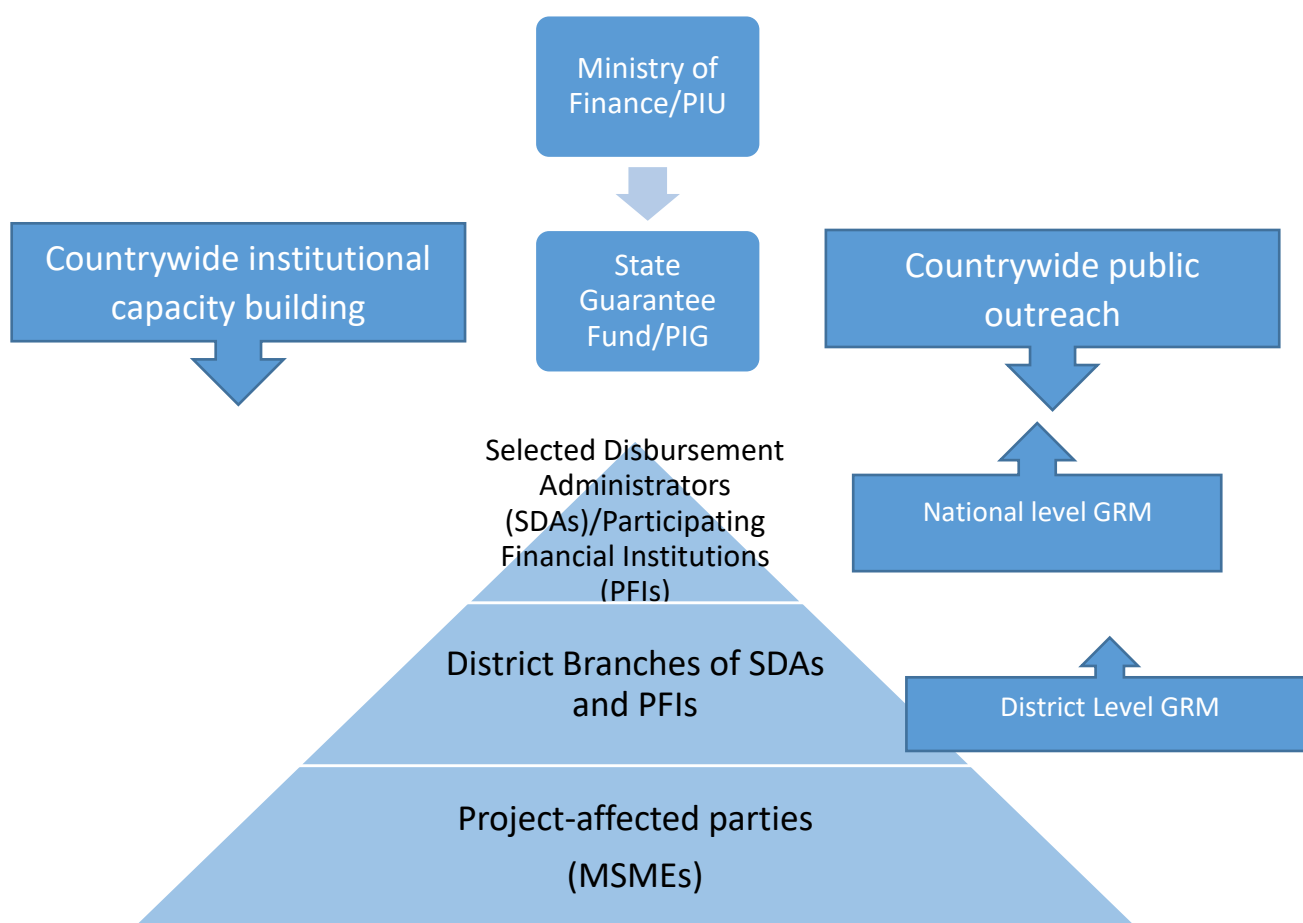 Ministry of
Finance/PIU
Countrywide institutional
capacity building
State
Guarantee
Fund/PIG
Countrywide public
outreach
Selected Disbursement
Administrators
(SDAs)/Participating
Financial Institutions
(PFIs)
National level GRM
District Branches of SDAs
and PFIs
District Level GRM
Project-affected parties
(MSMEs)